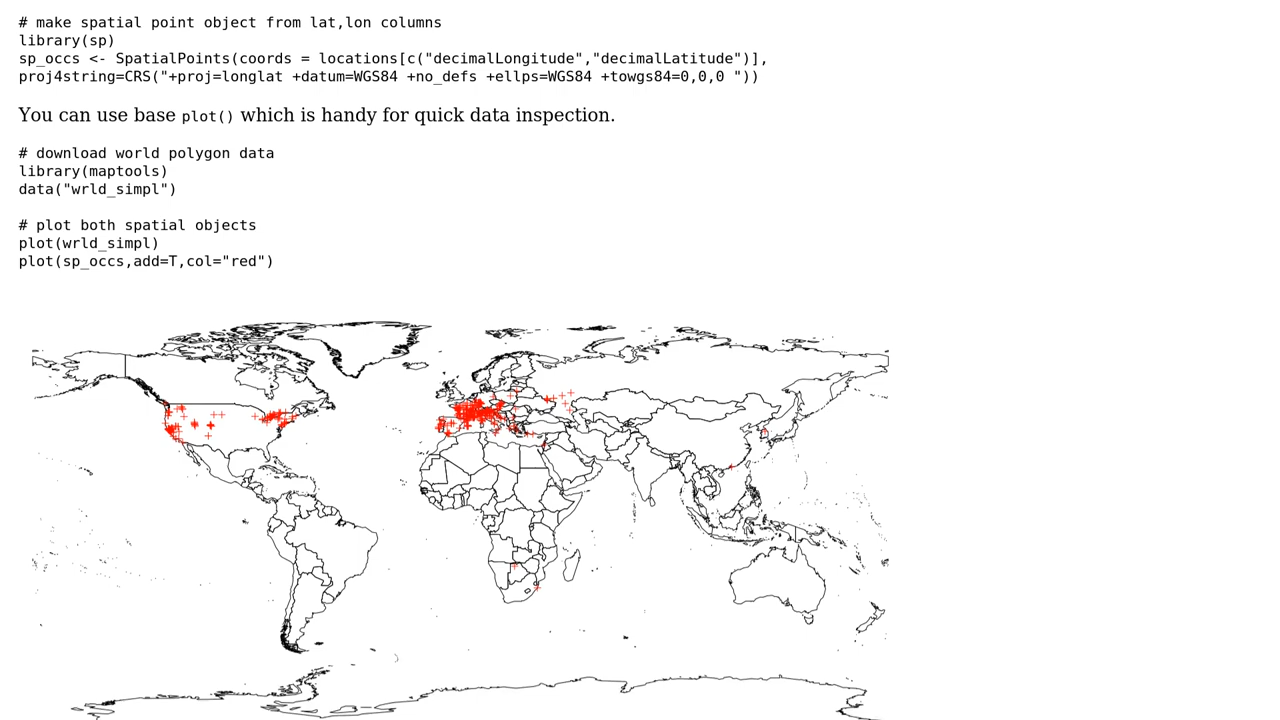 # make spatial point object from lat,lon columns
library(sp)
sp_occs <- SpatialPoints(coords = locations[c("decimalLongitude","decimalLatitude")],
proj4string=CRS("+proj=longlat +datum=WGS84 +no_defs +ellps=WGS84 +towgs84=0,0,0 "))
You can use base plot() which is handy for quick data inspection.
# download world polygon data
library(maptools)
data("wrld_simpl")
# plot both spatial objects
plot(wrld_simpl)
plot(sp_occs,add=T,col="red")